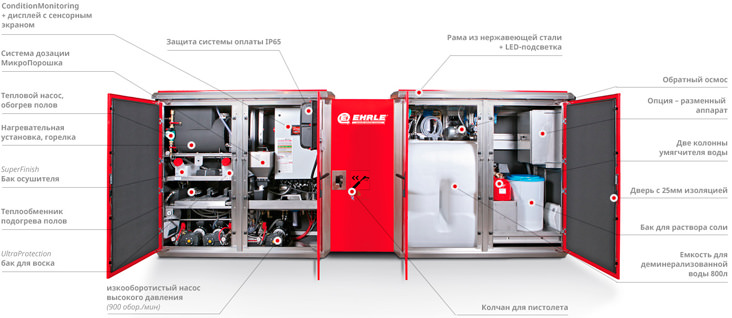 ConditionMonitoring
+ дисплей с сенсорным
экраном
Система дозации
МикроПорошка
Тепловой насос,
обогрев полов
Нагревательная
установка, горелка
SuperFinish
Бак осушителя
Теплообменник
подогрева полов
UltraProtection
бак для воска
изкооборотистый насос
высокого давления
(900 обор./мин)
Защита системы оплаты IP65
EHRLE
Рама из нержавеющей стали
+ LED-подсветка
Обратный осмос
Опция – разменный
аппарат
Две колонны
умягчителя воды
Дверь с 25мм изоляцией
Бак для раствора соли
Емкость для
деминерализованной
воды 800л
Колчан для пистолета